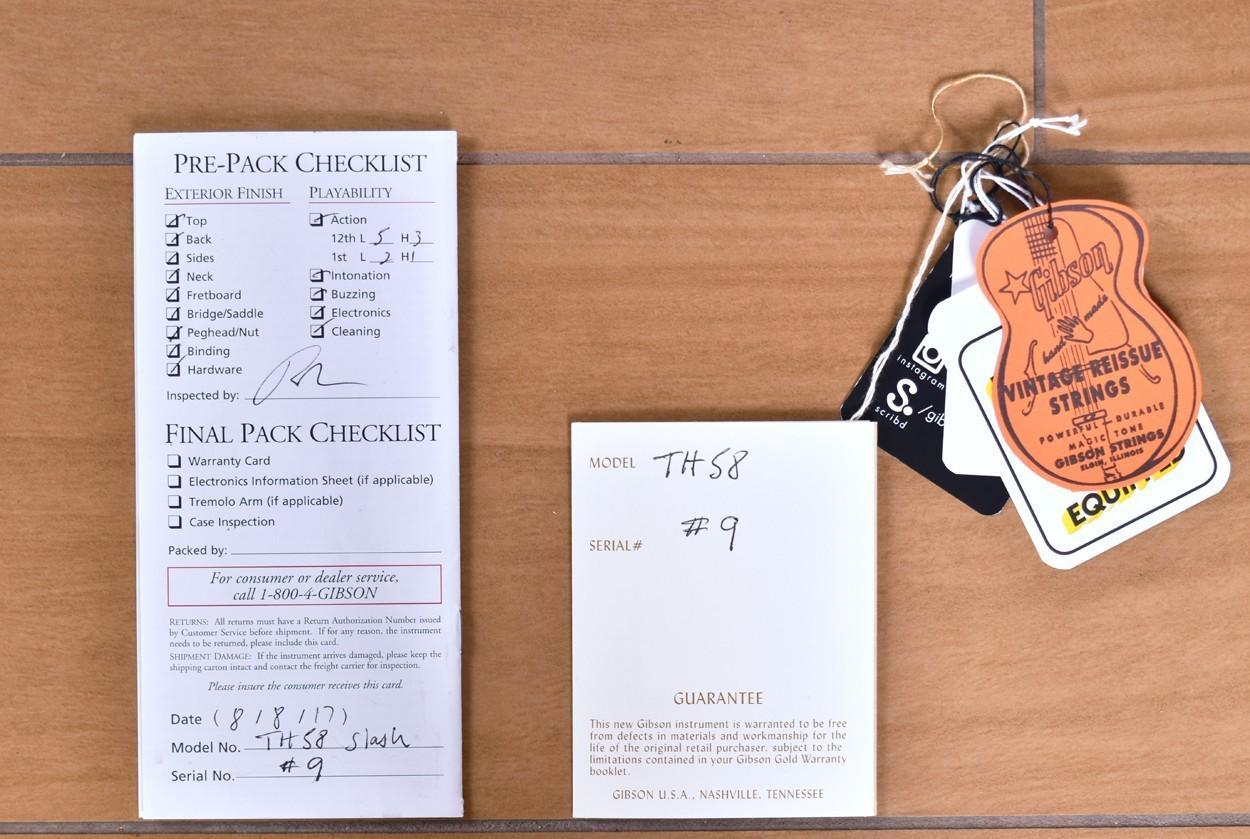 PRE-PACK CHECKLIST
EXTERIOR FINISH
Top
Back
Sides
Neck
Fretboard
Bridge/Saddle
Peghead/Nut
Binding
Hardware
PLAYABILITY
Action
12th L 5 H 3
1st L 2 H 1
Intonation
Buzzing
Electronics
Cleaning
Inspected by:
FINAL PACK CHECKLIST
Warranty Card
Electronics Information Sheet (if applicable)
Tremolo Arm (if applicable)
Case Inspection
Packed by:
For consumer or dealer service,
call 1-800-4-GIBSON
RETURNS: All returns must have a Return Authorization Number issued
by Customer Service before shipment. If for any reason, the instrument
needs to be returned, please include this card.
SHIPMENT DAMAGE: If the instrument arrives damaged, please keep the
shipping carton intact and contact the freight carrier for inspection.
Please insure the consumer receives this card.
Date (8/8/17)
Model No. TH58 Slash
Serial No. #9
MODEL TH58
SERIAL# #9
GUARANTEE
This new Gibson instrument is warranted to be free
from defects in materials and workmanship for the
life of the original retail purchaser, subject to the
limitations contained in your Gibson Gold Warranty
booklet.
GIBSON U.S.A., NASHVILLE, TENNESSEE
instagram
S. /gib
scribd
Gibson
hand made
VINTAGE REISSUE
STRINGS
POWERFUL - DURABLE
MAGIC TONE
GIBSON STRINGS
ELGIN, ILLINOIS